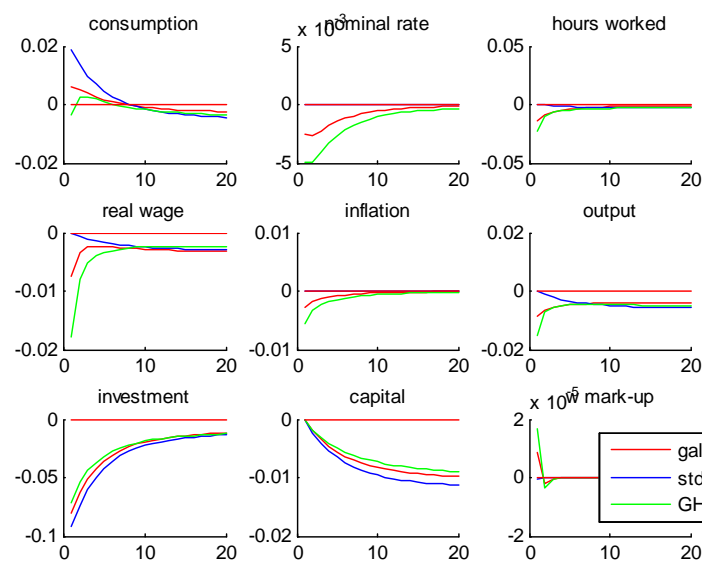 consumption nominal rate hours worked
0.02 5 x 10 -3 0.05
0 0 0
-0.02 -5 -0.05
0 10 20 0 10 20 0 10 20
real wage inflation output
0 0.01 0.02
-0.01 0 0
-0.02 -0.01 -0.02
0 10 20 0 10 20 0 10 20
investment capital w mark-up
0 0 2 x 10 -5
-0.05 -0.01 0
-0.1 -0.02 -2
0 10 20 0 10 20 0 10 20
gal
std
GH